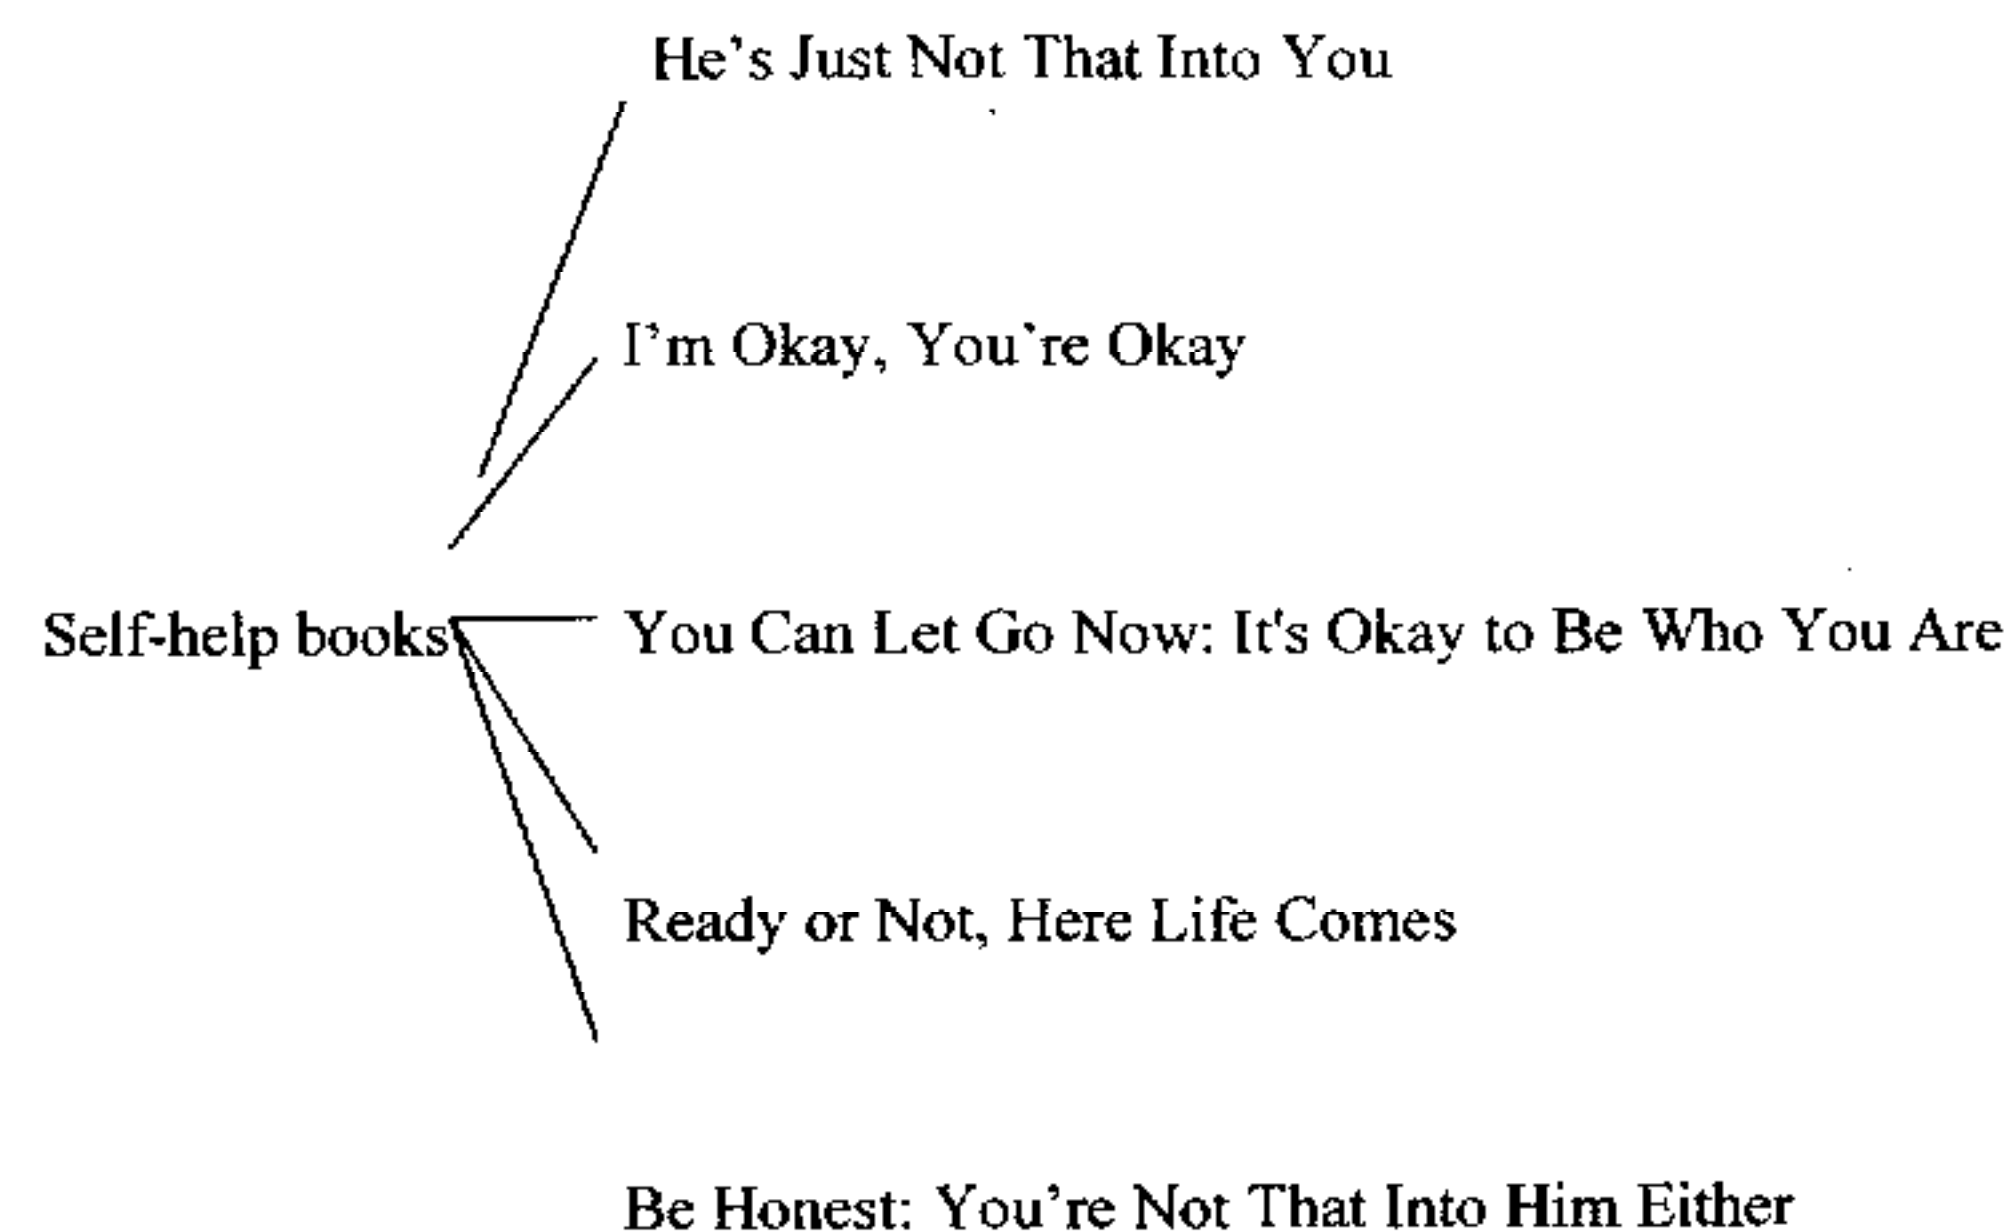 He's Just Not That Into You
I'm Okay, You're Okay
Self-help books
You Can Let Go Now: It's Okay to Be Who You Are
Ready or Not, Here Life Comes
Be Honest: You're Not That Into Him Either